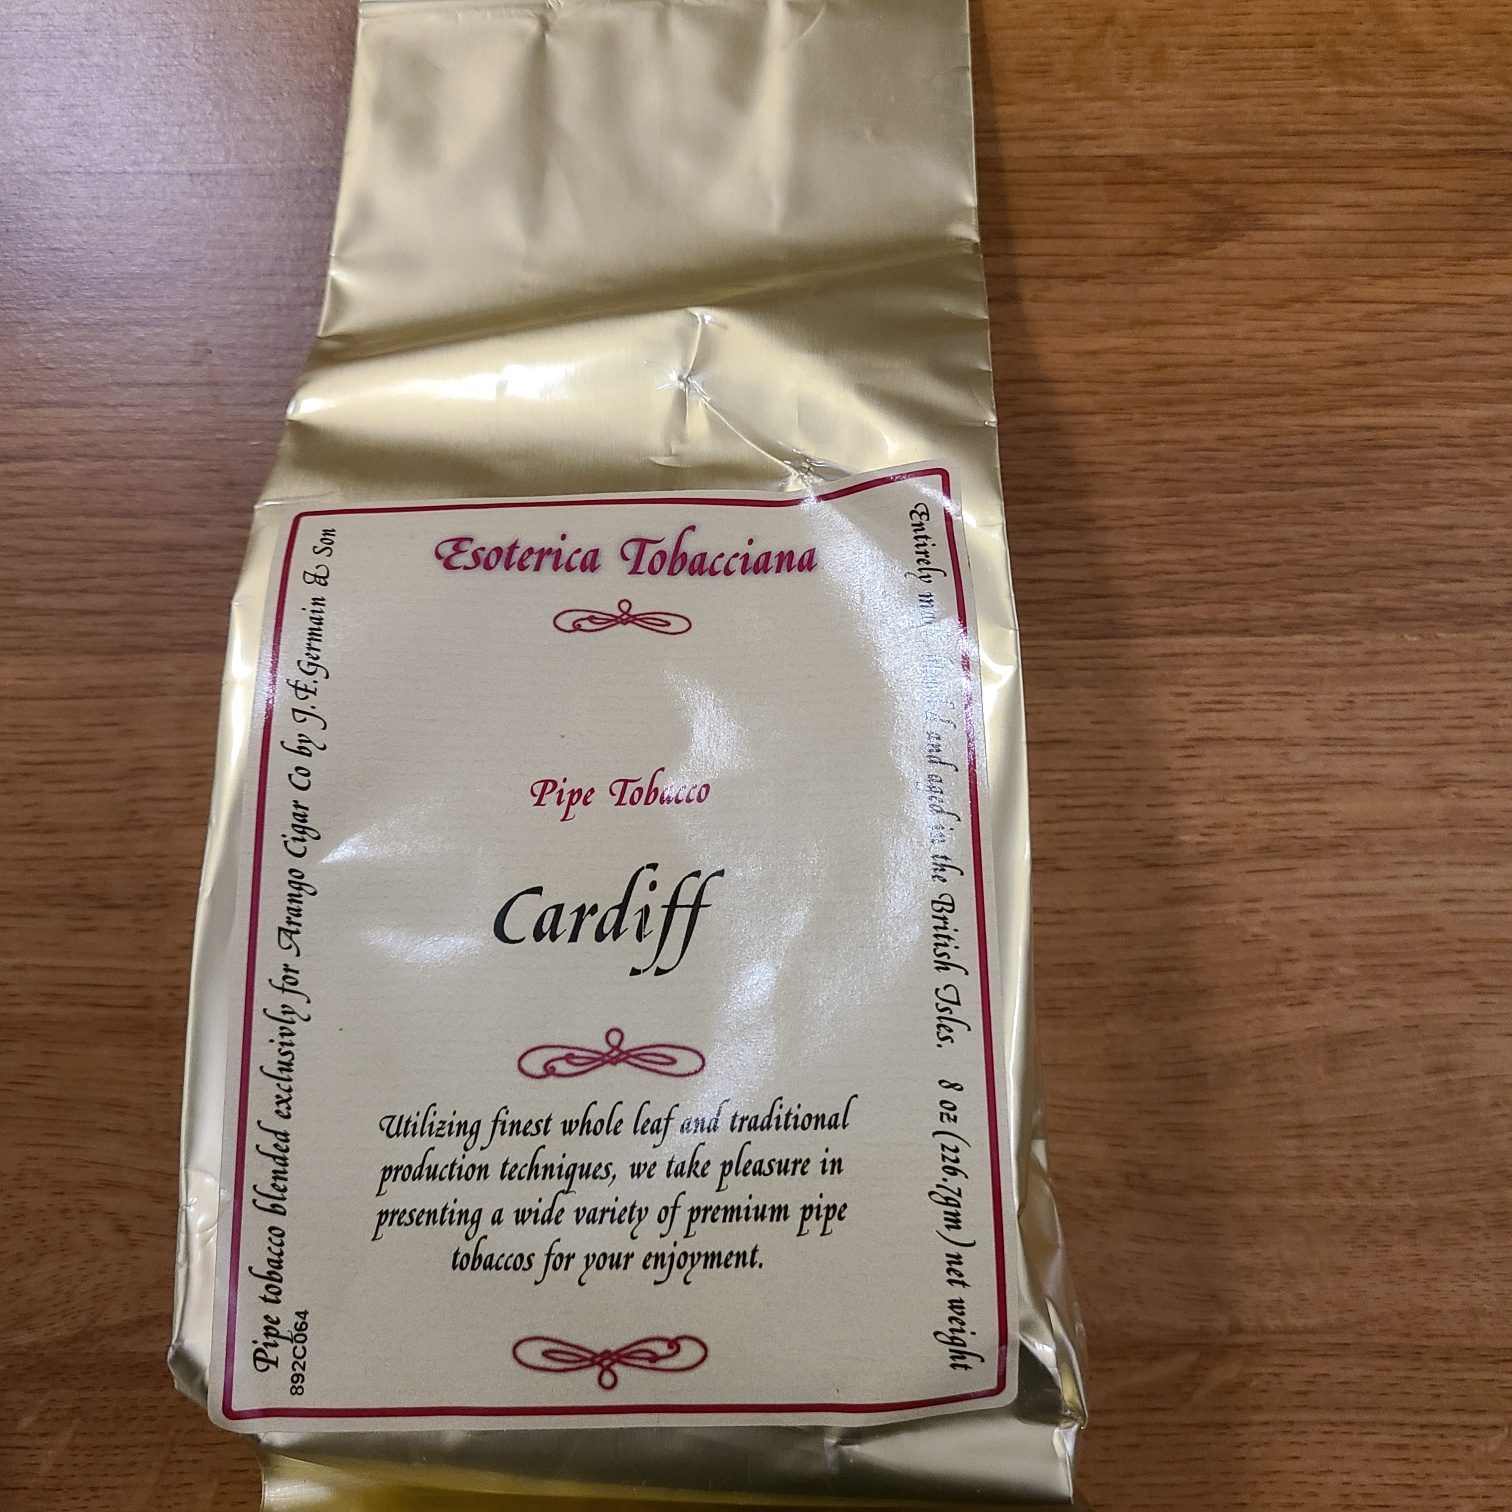 Esoterica Tobacciana
Pipe Tobacco
Cardiff
Utilizing finest whole leaf and traditional
production techniques, we take pleasure in
presenting a wide variety of premium pipe
tobaccos for your enjoyment.
Pipe tobacco blended exclusivly for Arango Cigar Co by J.F.Germain & Son
892C064
Entirely and aged in the British Isles. 8 oz (226.7gm) net weight